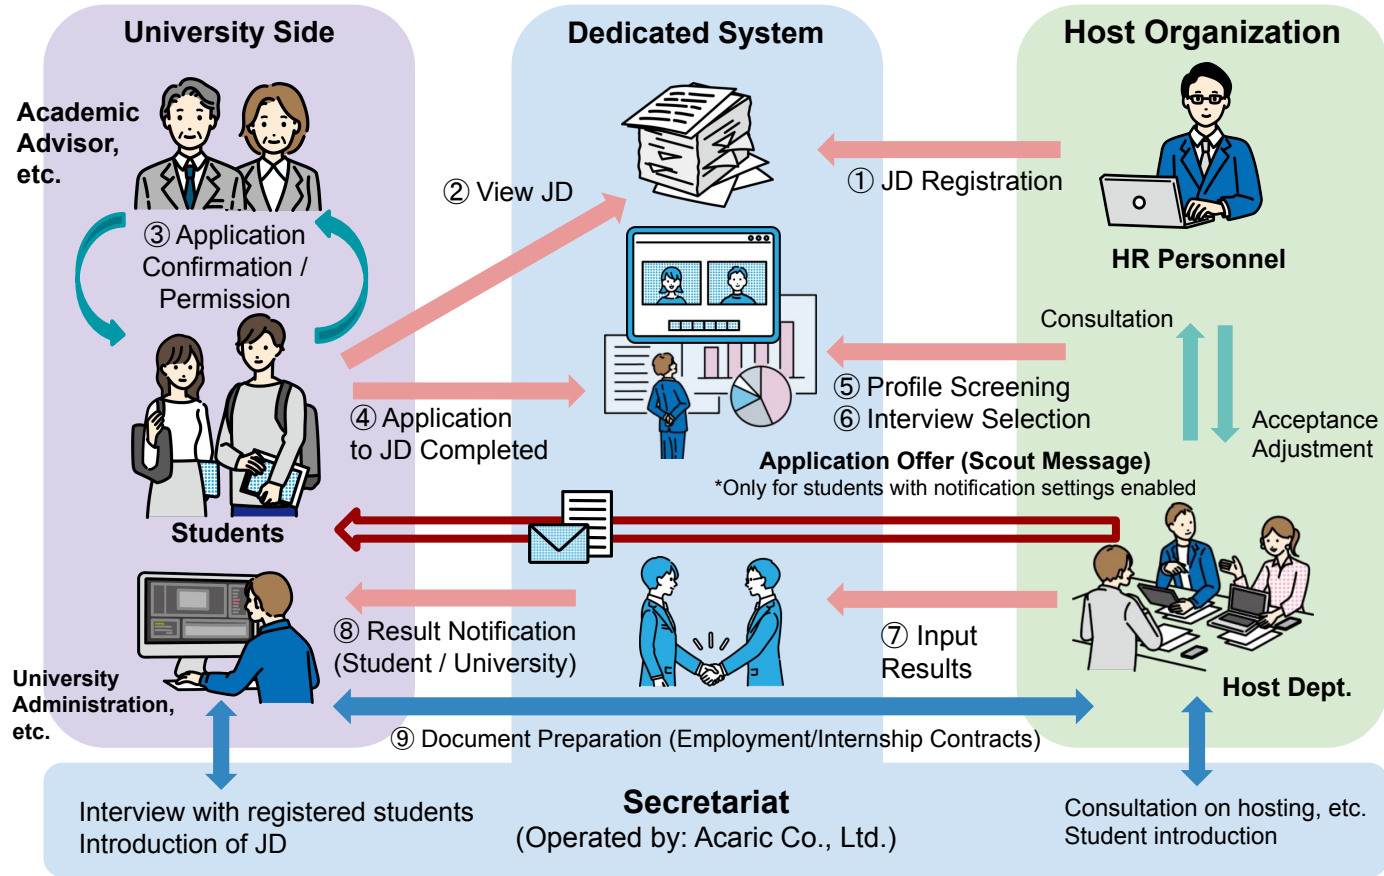 University Side
Dedicated System
Host Organization
Academic
Advisor,
etc.
② View JD
① JD Registration
③ Application
Confirmation /
Permission
HR Personnel
Consultation
⑤ Profile Screening
⑥ Interview Selection
④ Application
to JD Completed
Acceptance
Adjustment
Application Offer (Scout Message)
*Only for students with notification settings enabled
Students
⑧ Result Notification
(Student / University)
⑦ Input
Results
University
Administration,
etc.
Host Dept.
⑨ Document Preparation (Employment/Internship Contracts)
Interview with registered students
Introduction of JD
Secretariat
(Operated by: Acaric Co., Ltd.)
Consultation on hosting, etc.
Student introduction